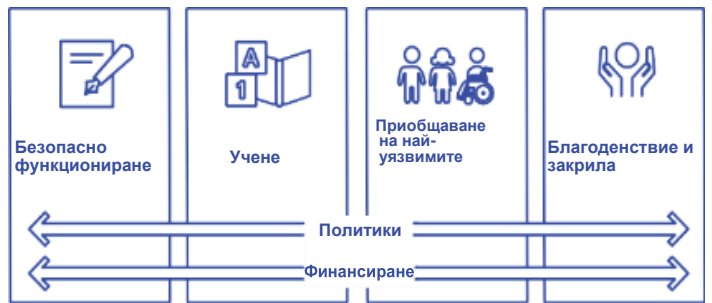 Безопасно
функциониране
A
1
Учене
Приобщаване
на най-
уязвимите
Благоденствие и
закрила
Политики
Финансиране